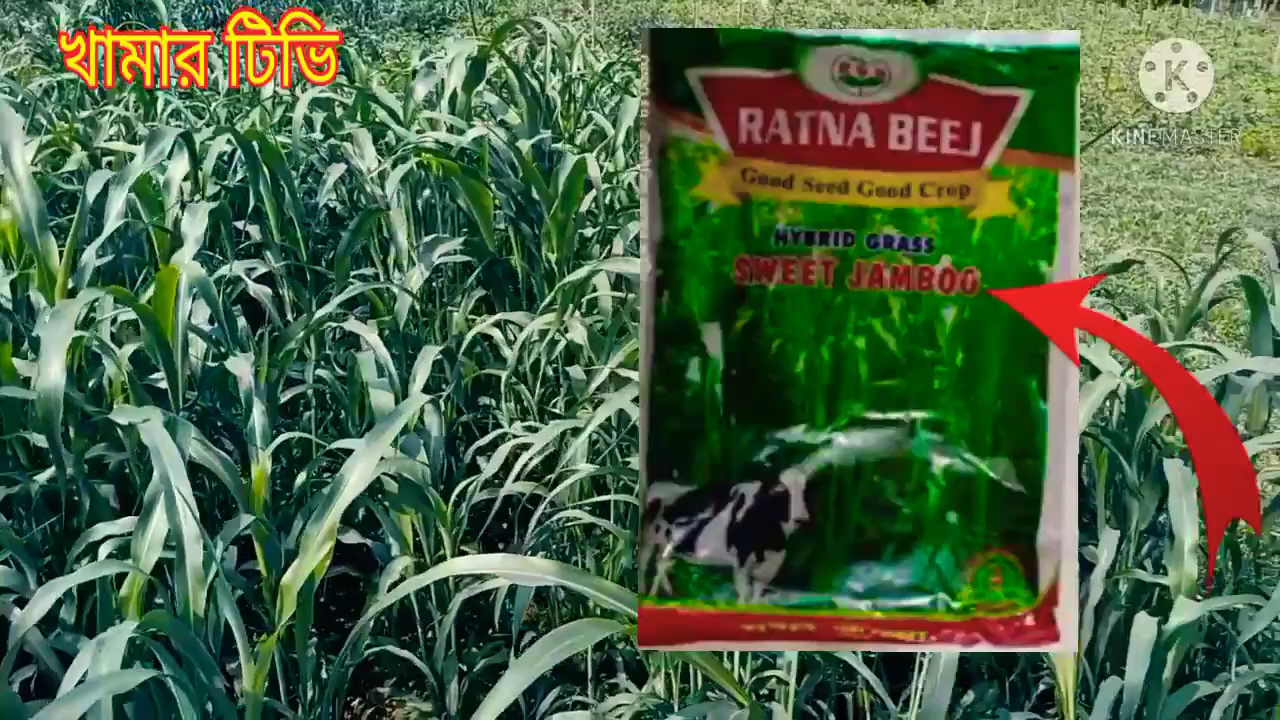 খামার টিভি
K
KINEMASTER
RATNA BEEJ
Good Seed Good Crop
HYBRID GRASS
SWEET JAMBOO